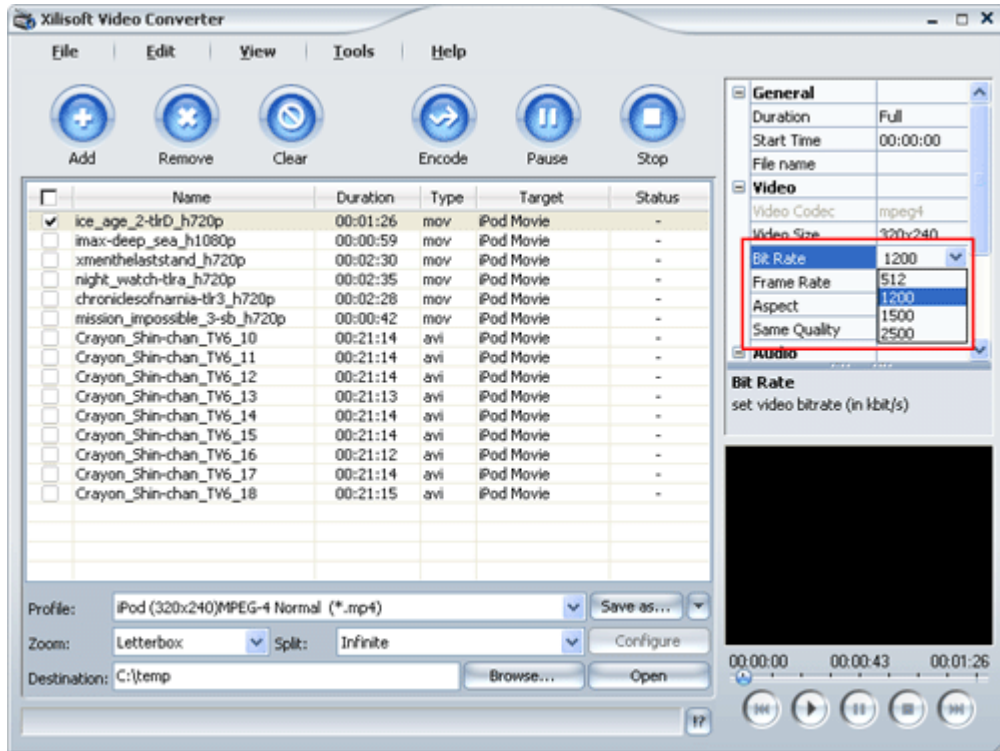 Xilisoft Video Converter
File Edit View Tools Help
Add Remove Clear Encode Pause Stop
Name Duration Type Target Status
ice_age_2-tlrD_h720p 00:01:26 mov iPod Movie -
imax-deep_sea_h1080p 00:00:59 mov iPod Movie -
xmenthelaststand_h720p 00:02:30 mov iPod Movie -
night_watch-tlra_h720p 00:02:35 mov iPod Movie -
chroniclesofnarnia-tlr3_h720p 00:02:28 mov iPod Movie -
mission_impossible_3-sb_h720p 00:00:42 mov iPod Movie -
Crayon_Shin-chan_TV6_10 00:21:14 avi iPod Movie -
Crayon_Shin-chan_TV6_11 00:21:14 avi iPod Movie -
Crayon_Shin-chan_TV6_12 00:21:14 avi iPod Movie -
Crayon_Shin-chan_TV6_13 00:21:13 avi iPod Movie -
Crayon_Shin-chan_TV6_14 00:21:14 avi iPod Movie -
Crayon_Shin-chan_TV6_15 00:21:14 avi iPod Movie -
Crayon_Shin-chan_TV6_16 00:21:12 avi iPod Movie -
Crayon_Shin-chan_TV6_17 00:21:14 avi iPod Movie -
Crayon_Shin-chan_TV6_18 00:21:15 avi iPod Movie -
Profile: iPod (320x240)MPEG-4 Normal (*.mp4) Save as...
Zoom: Letterbox Split: Infinite Configure
Destination: C:\temp Browse... Open
!?
General
Duration Full
Start Time 00:00:00
File name
Video
Video Codec mpeg4
Video Size 320x240
Bit Rate 1200
Frame Rate 512
1200
Aspect 1500
Same Quality 2500
Audio
Bit Rate
set video bitrate (in kbit/s)
00:00:00 00:00:43 00:01:26